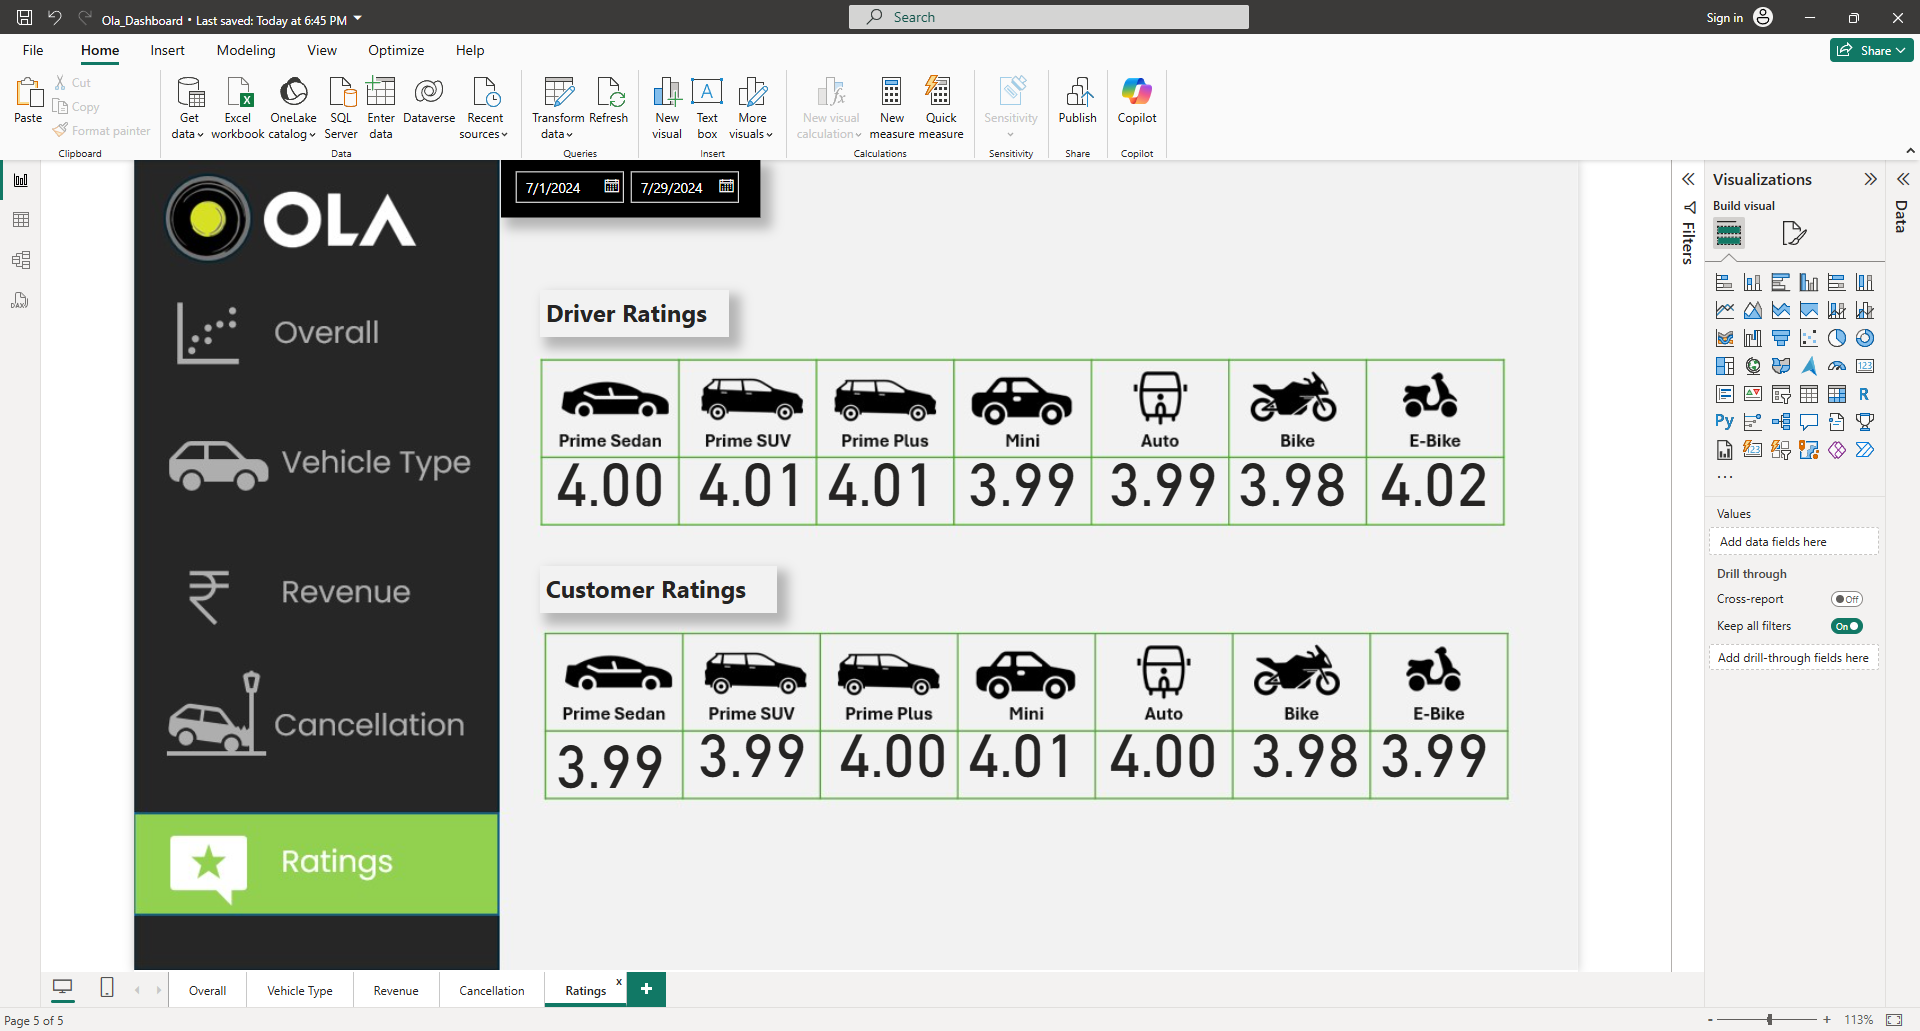 Ola_Dashboard • Last saved: Today at 6:45 PM
Search
Sign in
File Home Insert Modeling View Optimize Help
Share
Paste
Cut
Copy
Format painter
Clipboard
Get data
Excel workbook
OneLake catalog
SQL Server
Enter data
Dataverse
Recent sources
Data
Transform data
Refresh
Queries
New visual
Text box
More visuals
Insert
New visual calculation
New measure
Quick measure
Calculations
Sensitivity
Sensitivity
Publish
Share
Copilot
Copilot
OLA
Overall
Vehicle Type
Revenue
Cancellation
Ratings
7/1/2024 7/29/2024
Driver Ratings
Prime Sedan Prime SUV Prime Plus Mini Auto Bike E-Bike
4.00 4.01 4.01 3.99 3.99 3.98 4.02
Customer Ratings
Prime Sedan Prime SUV Prime Plus Mini Auto Bike E-Bike
3.99 3.99 4.00 4.01 4.00 3.98 3.99
Filters
Visualizations
Build visual
123
R
Py
123
...
Values
Add data fields here
Drill through
Cross-report Off
Keep all filters On
Add drill-through fields here
Data
DAX
Overall Vehicle Type Revenue Cancellation Ratings x +
Page 5 of 5
- + 113%